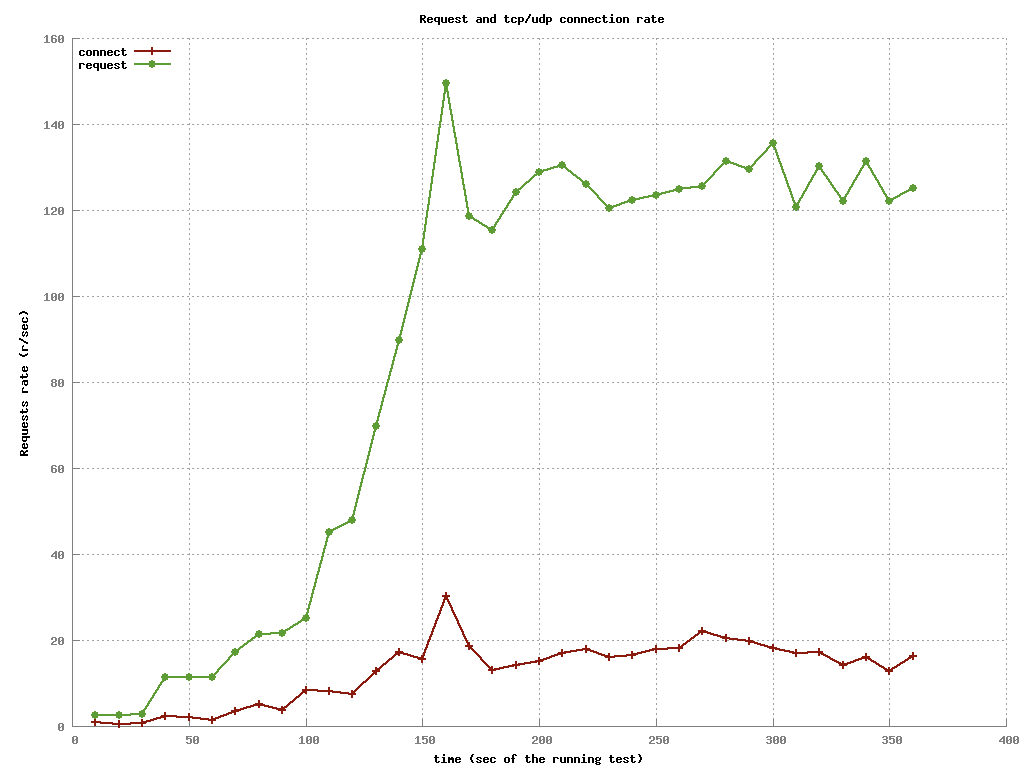 Request and tcp/udp connection rate
connect
request
160
140
120
100
80
60
40
20
0
Requests rate (r/sec)
0 50 100 150 200 250 300 350 400
time (sec of the running test)